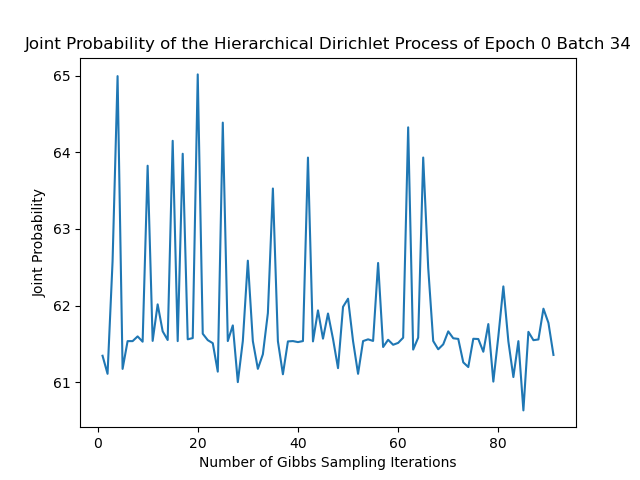 Joint Probability of the Hierarchical Dirichlet Process of Epoch 0 Batch 34
65
64
63
62
61
Joint Probability
0 20 40 60 80
Number of Gibbs Sampling Iterations